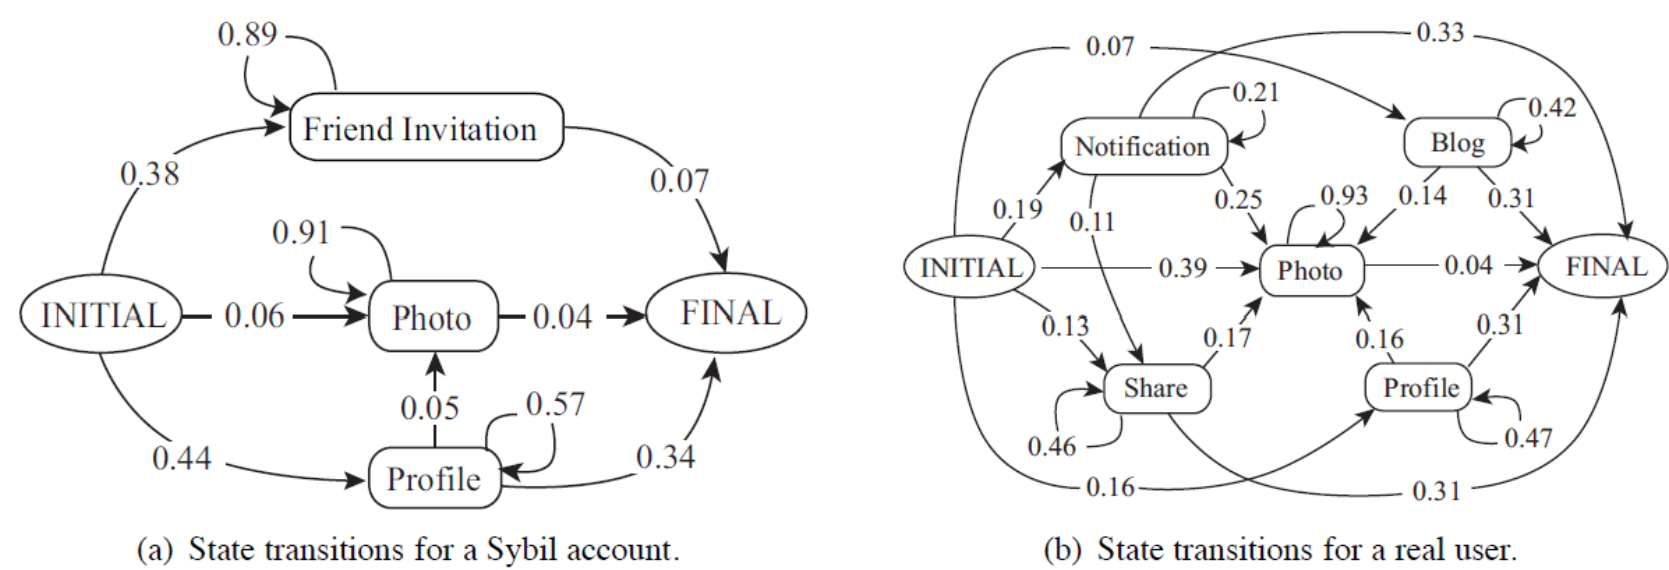 0.89
Friend Invitation
0.38
0.07
0.91
INITIAL
0.06
Photo
0.04
FINAL
0.05
0.57
0.44
Profile
0.34
(a) State transitions for a Sybil account.
0.33
0.07
0.21
0.42
Notification
Blog
0.19
0.11
0.25
0.93
0.14
0.31
INITIAL
0.39
Photo
0.04
FINAL
0.13
0.17
0.16
0.31
Share
Profile
0.46
0.47
0.16
0.31
(b) State transitions for a real user.